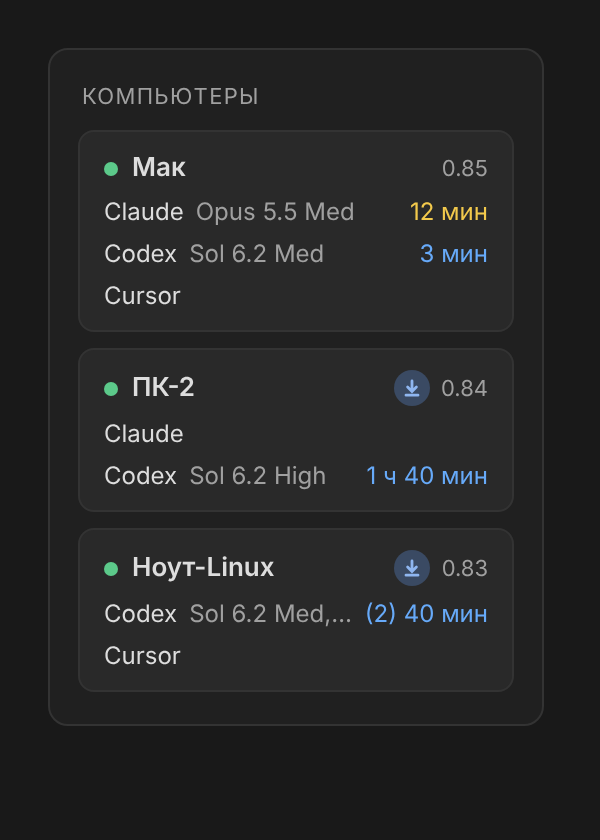 КОМПЬЮТЕРЫ
Мак 0.85
Claude Opus 5.5 Med 12 мин
Codex Sol 6.2 Med 3 мин
Cursor
ПК-2 0.84
Claude
Codex Sol 6.2 High 1 ч 40 мин
Ноут-Linux 0.83
Codex Sol 6.2 Med,... (2) 40 мин
Cursor